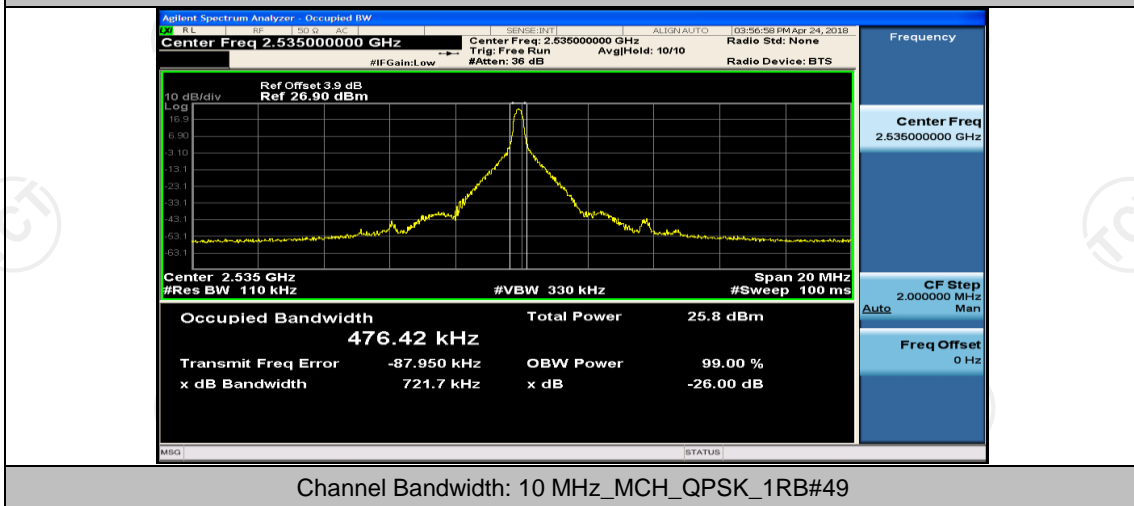 Agilent Spectrum Analyzer - Occupied BW
LXI RL RF 50 Ω AC SENSE:INT ALIGNAUTO 03:56:58 PM Apr 24, 2018
Center Freq 2.535000000 GHz Center Freq: 2.535000000 GHz Radio Std: None Frequency
Trig: Free Run Avg|Hold: 10/10
#IFGain:Low #Atten: 36 dB Radio Device: BTS
Ref Offset 3.9 dB
10 dB/div Ref 26.90 dBm
Log
16.9
6.90
-3.10
-13.1
-23.1
-33.1
-43.1
-53.1
-63.1
Center Freq
2.535000000 GHz
Center 2.535 GHz Span 20 MHz
#Res BW 110 kHz #VBW 330 kHz #Sweep 100 ms
CF Step
2.000000 MHz
Auto Man
Occupied Bandwidth Total Power 25.8 dBm
476.42 kHz
Freq Offset
0 Hz
Transmit Freq Error -87.950 kHz OBW Power 99.00 %
x dB Bandwidth 721.7 kHz x dB -26.00 dB
MSG STATUS
TCT
TCT
Channel Bandwidth: 10 MHz_MCH_QPSK_1RB#49